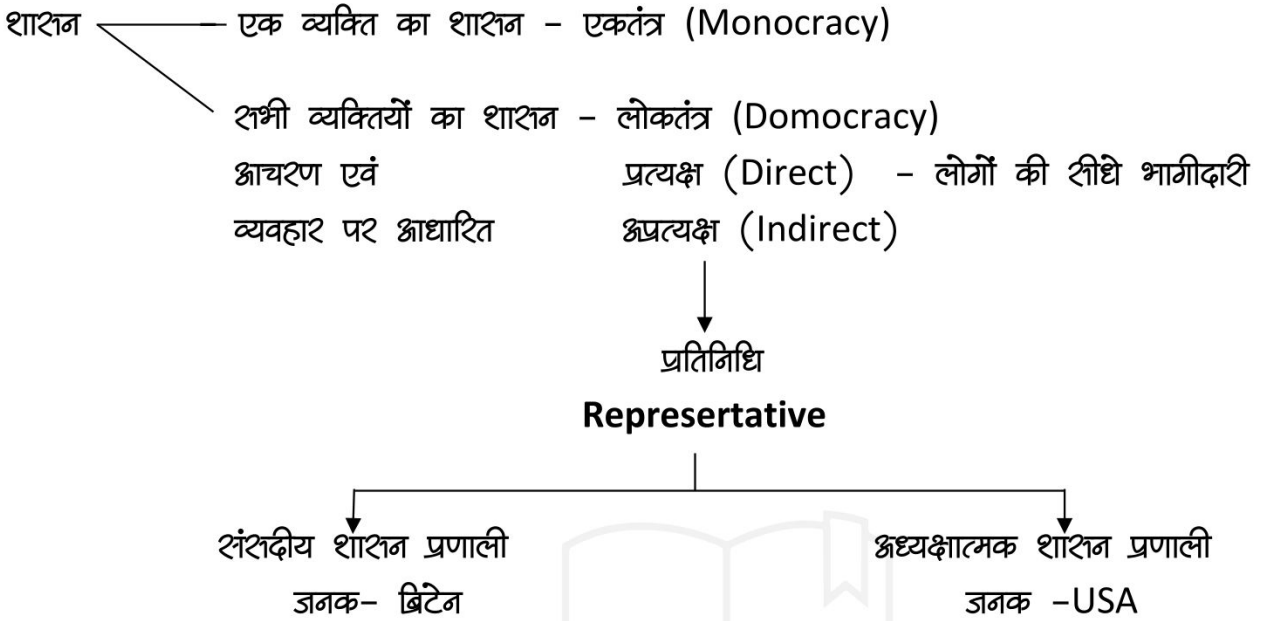 शासन – एक व्यक्ति का शासन – एकतंत्र (Monocracy)
सभी व्यक्तियों का शासन – लोकतंत्र (Domocracy)
आचरण एवं प्रत्यक्ष (Direct) – लोगों की सीधे भागीदारी
व्यवहार पर आधारित अप्रत्यक्ष (Indirect)
प्रतिनिधि
Represertative
संसदीय शासन प्रणाली अध्यक्षात्मक शासन प्रणाली
जनक– ब्रिटेन जनक –USA